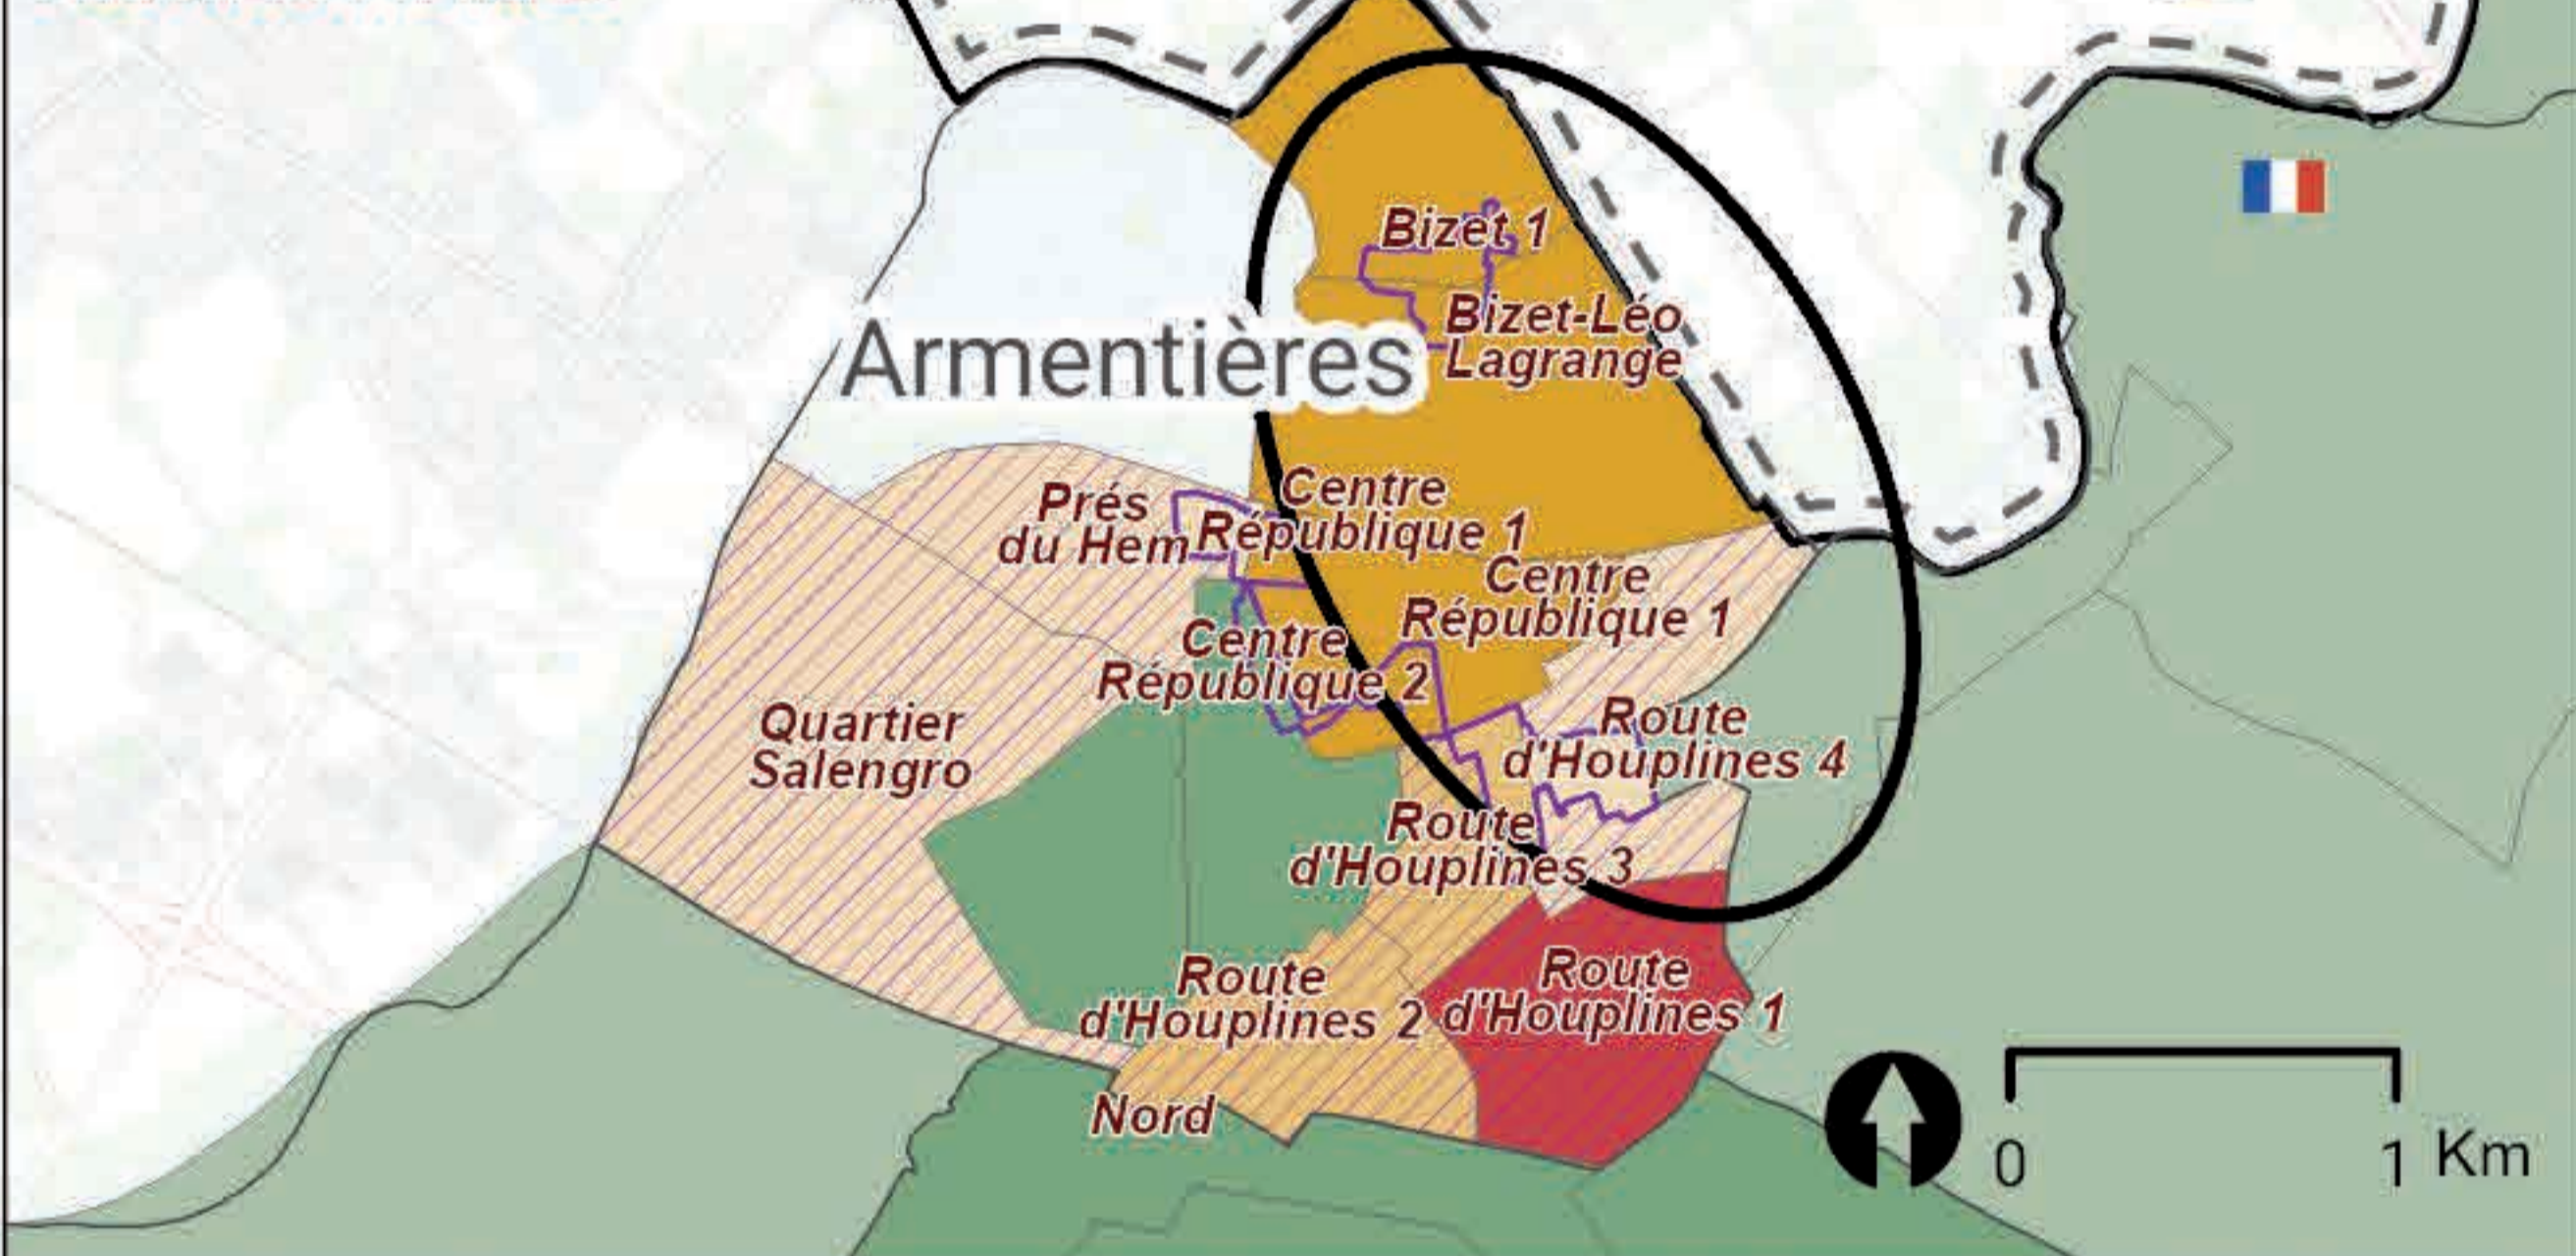 Bizet 1
Bizet-Léo
Lagrange
Armentières
Prés
du Hem
Centre
République 1
Centre
République 1
Centre
République 2
Quartier
Salengro
Route
d'Houplines 4
Route
d'Houplines 3
Route
d'Houplines 2
Route
d'Houplines 1
Nord
0
1
Km